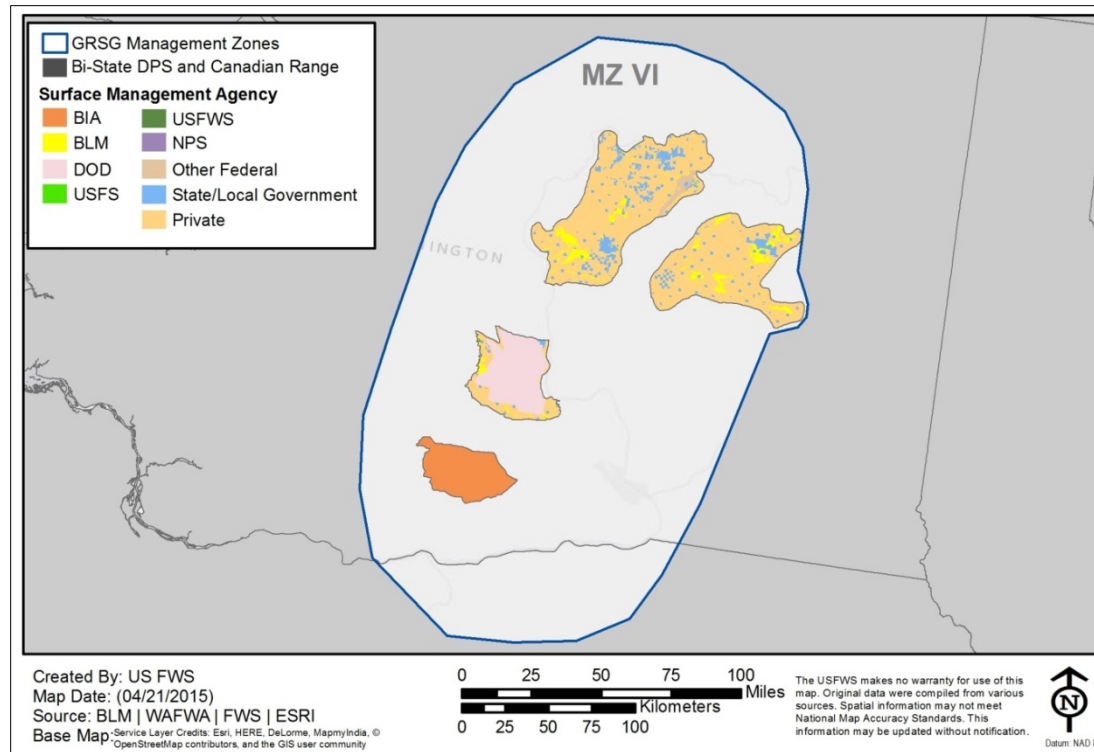 GRSG Management Zones
Bi-State DPS and Canadian Range
Surface Management Agency
BIA
BLM
DOD
USFS
USFWS
NPS
Other Federal
State/Local Government
Private
MZ VI
INGTON
Created By: US FWS
Map Date: (04/21/2015)
Source: BLM | WAFWA | FWS | ESRI
Base Map: Service Layer Credits: Esri, HERE, DeLorme, MapmyIndia, ©
OpenStreetMap contributors, and the GIS user community
0 25 50 75 100
Miles
Kilometers
0 25 50 75 100
The USFWS makes no warranty for use of this
map. Original data were compiled from various
sources. Spatial information may not meet
National Map Accuracy Standards. This
information may be updated without notification.
N
Datum: NAD